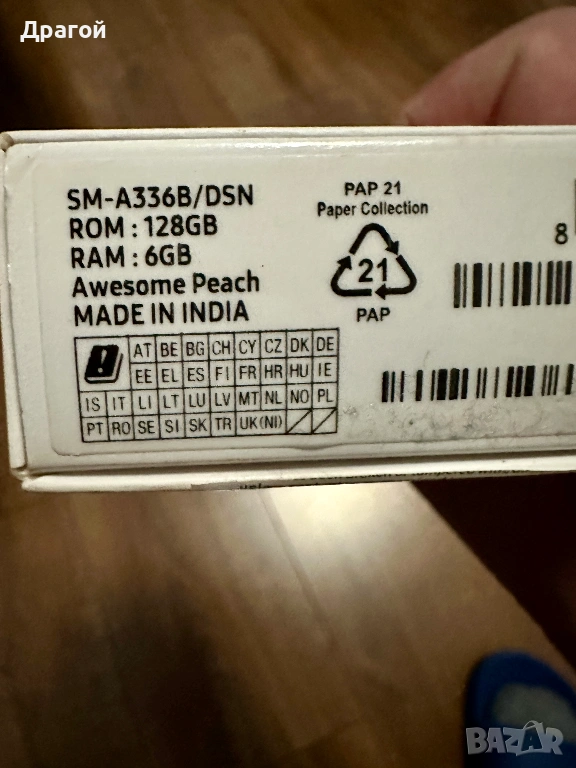 Драгой
SM-A336B/DSN
ROM : 128GB
RAM : 6GB
Awesome Peach
MADE IN INDIA
PAP 21
Paper Collection
21
PAP
8
AT BE BG CH CY CZ DK DE
EE EL ES FI FR HR HU IE
IS IT LI LT LU LV MT NL NO PL
PT RO SE SI SK TR UK(NI)
BAZAR